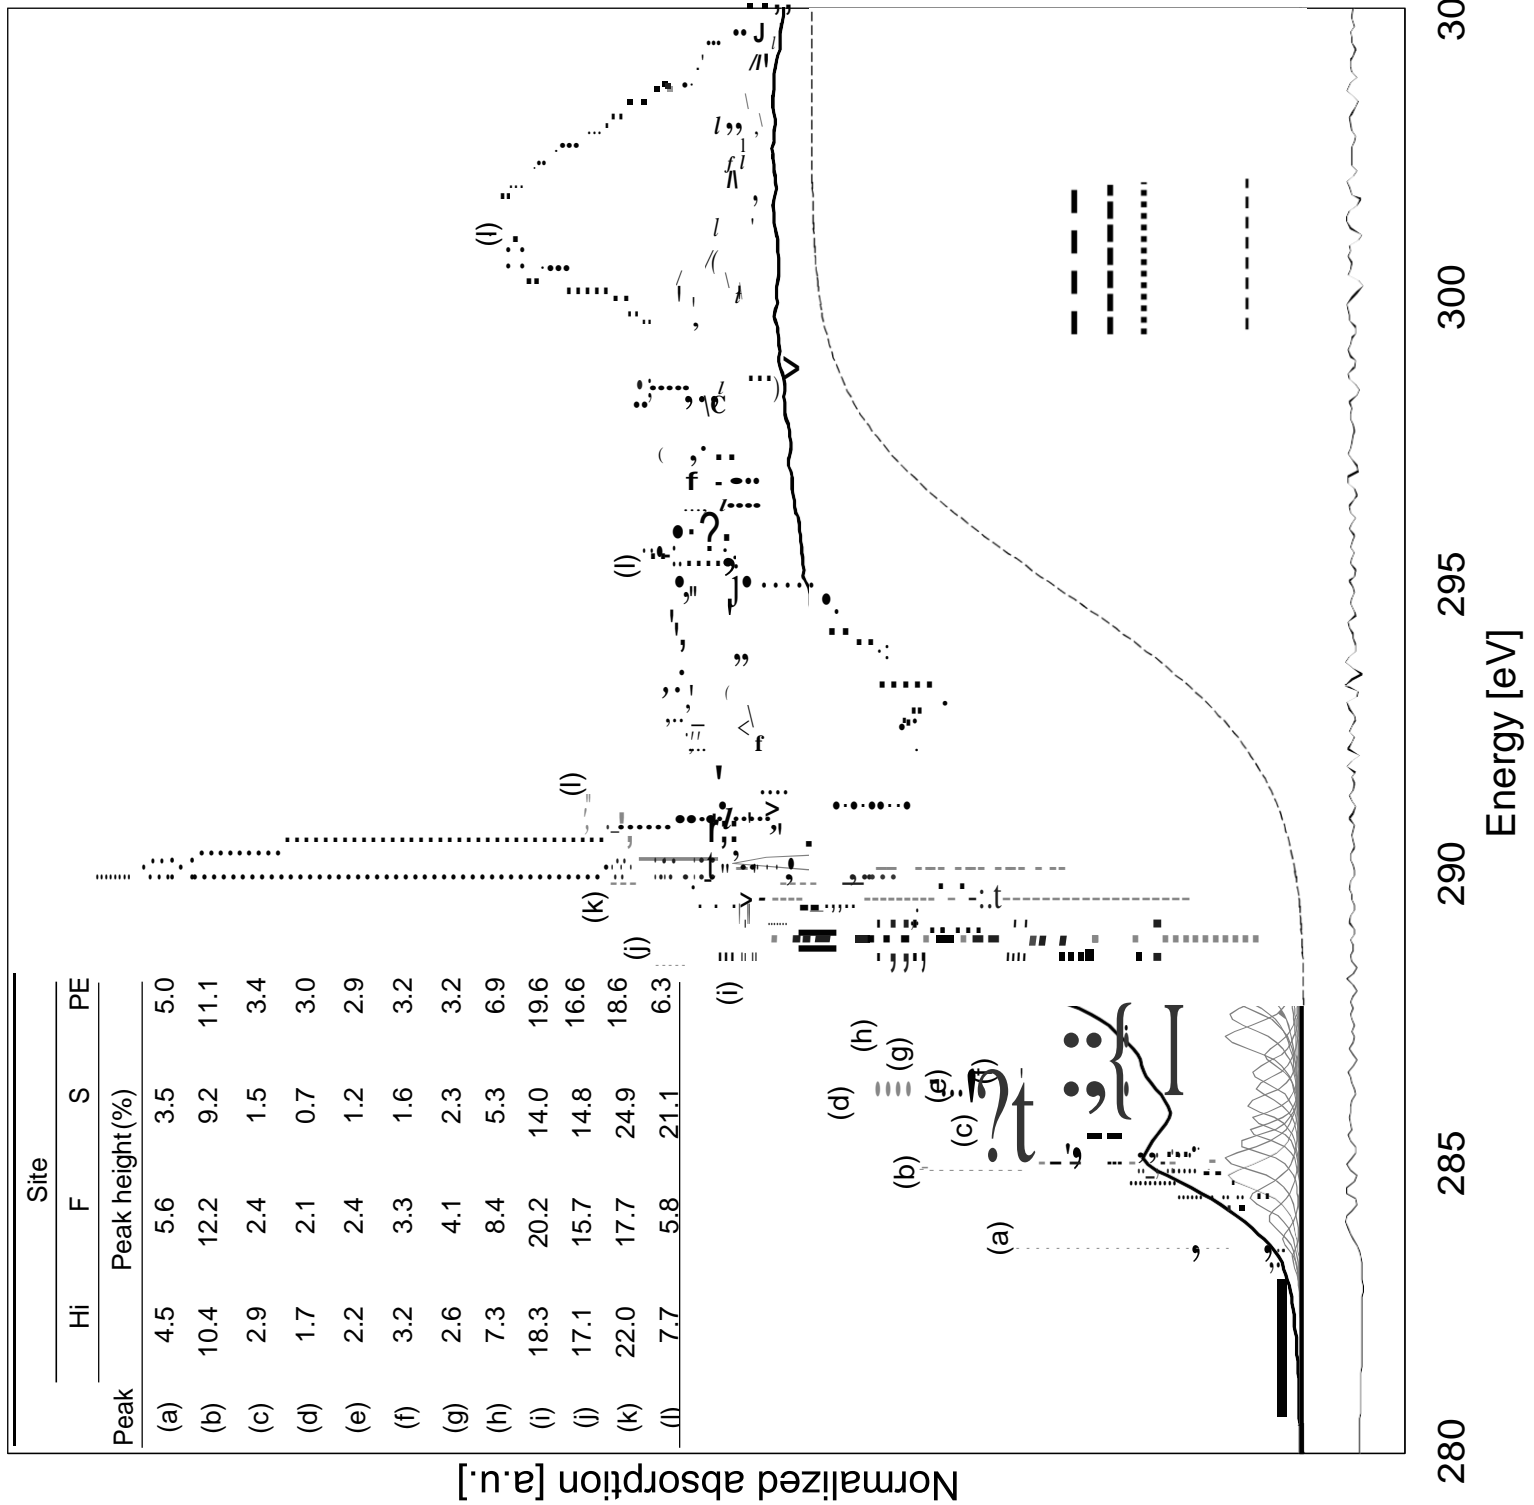 Site
Hi F S PE
Peak Peak height (%)
(a) 4.5 5.6 3.5 5.0
(b) 10.4 12.2 9.2 11.1
(c) 2.9 2.4 1.5 3.4
(d) 1.7 2.1 0.7 3.0
(e) 2.2 2.4 1.2 2.9
(f) 3.2 3.3 1.6 3.2
(g) 2.6 4.1 2.3 3.2
(h) 7.3 8.4 5.3 6.9
(i) 18.3 20.2 14.0 19.6
(j) 17.1 15.7 14.8 16.6
(k) 22.0 17.7 24.9 18.6
(l) 7.7 5.8 21.1 6.3
(a)
(b)
(c)
(d)
(e)
(g)
(h)
(i)
(j)
(k)
(l)
(l)
(l)
Normalized absorption [a.u.]
280 285 290 295 300 30
Energy [eV]